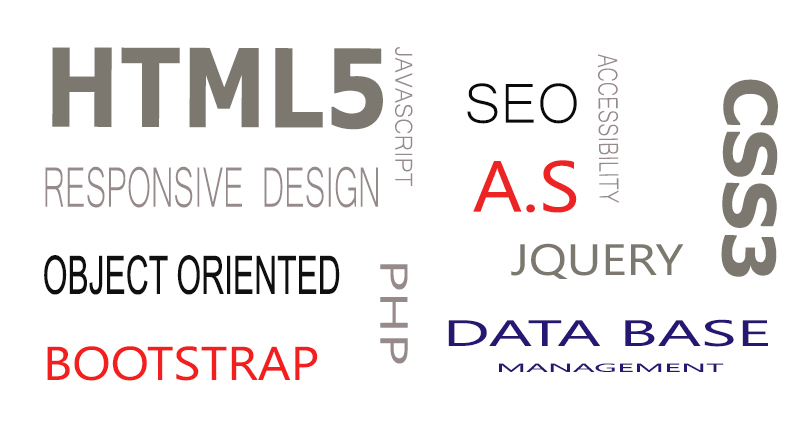 HTML5
JAVASCRIPT
RESPONSIVE DESIGN
OBJECT ORIENTED
PHP
BOOTSTRAP
SEO
ACCESSIBILITY
A.S
JQUERY
CSS3
DATA BASE
MANAGEMENT